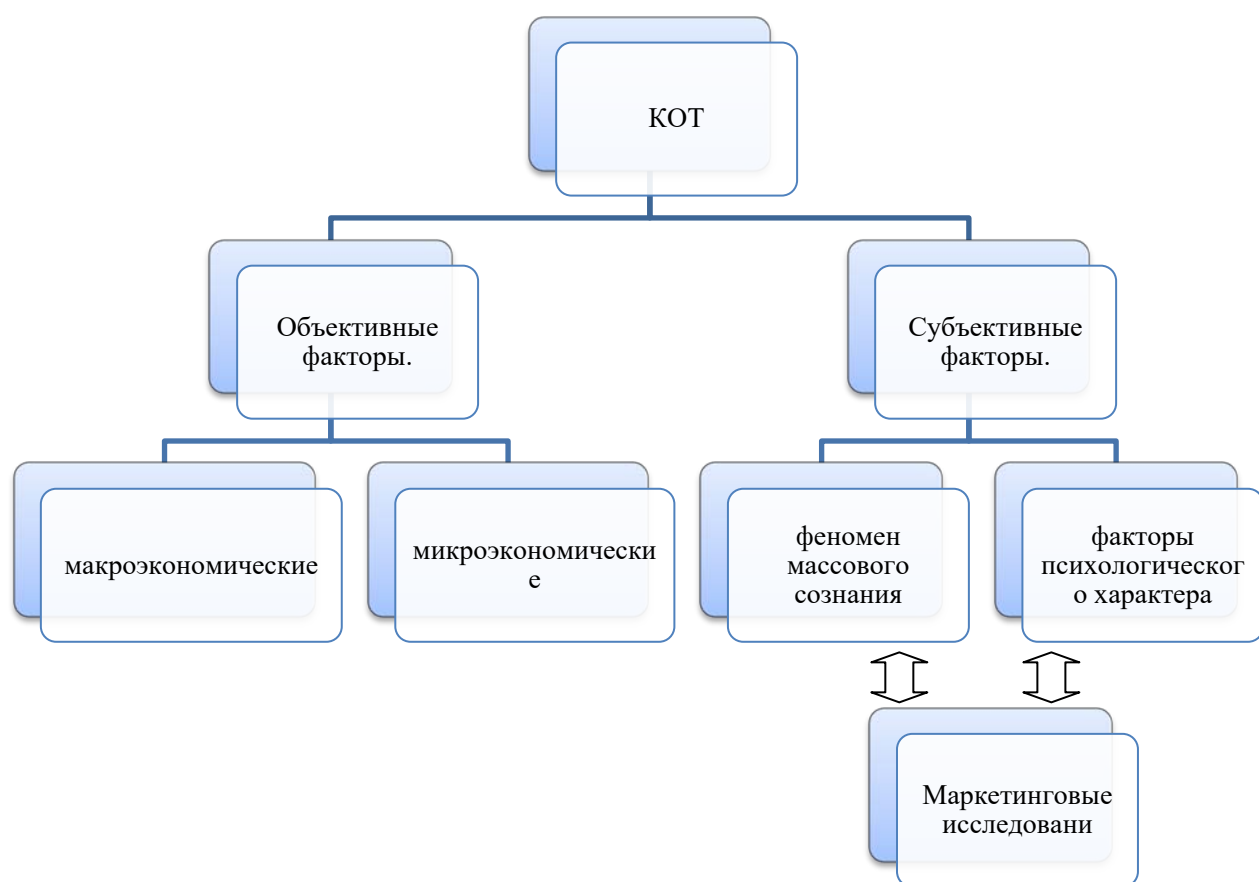 КОТ
Объективные
факторы.
Субъективные
факторы.
макроэкономические
микроэкономически
е
феномен
массового
сознания
факторы
психологическог
о характера
Маркетинговые
исследовани